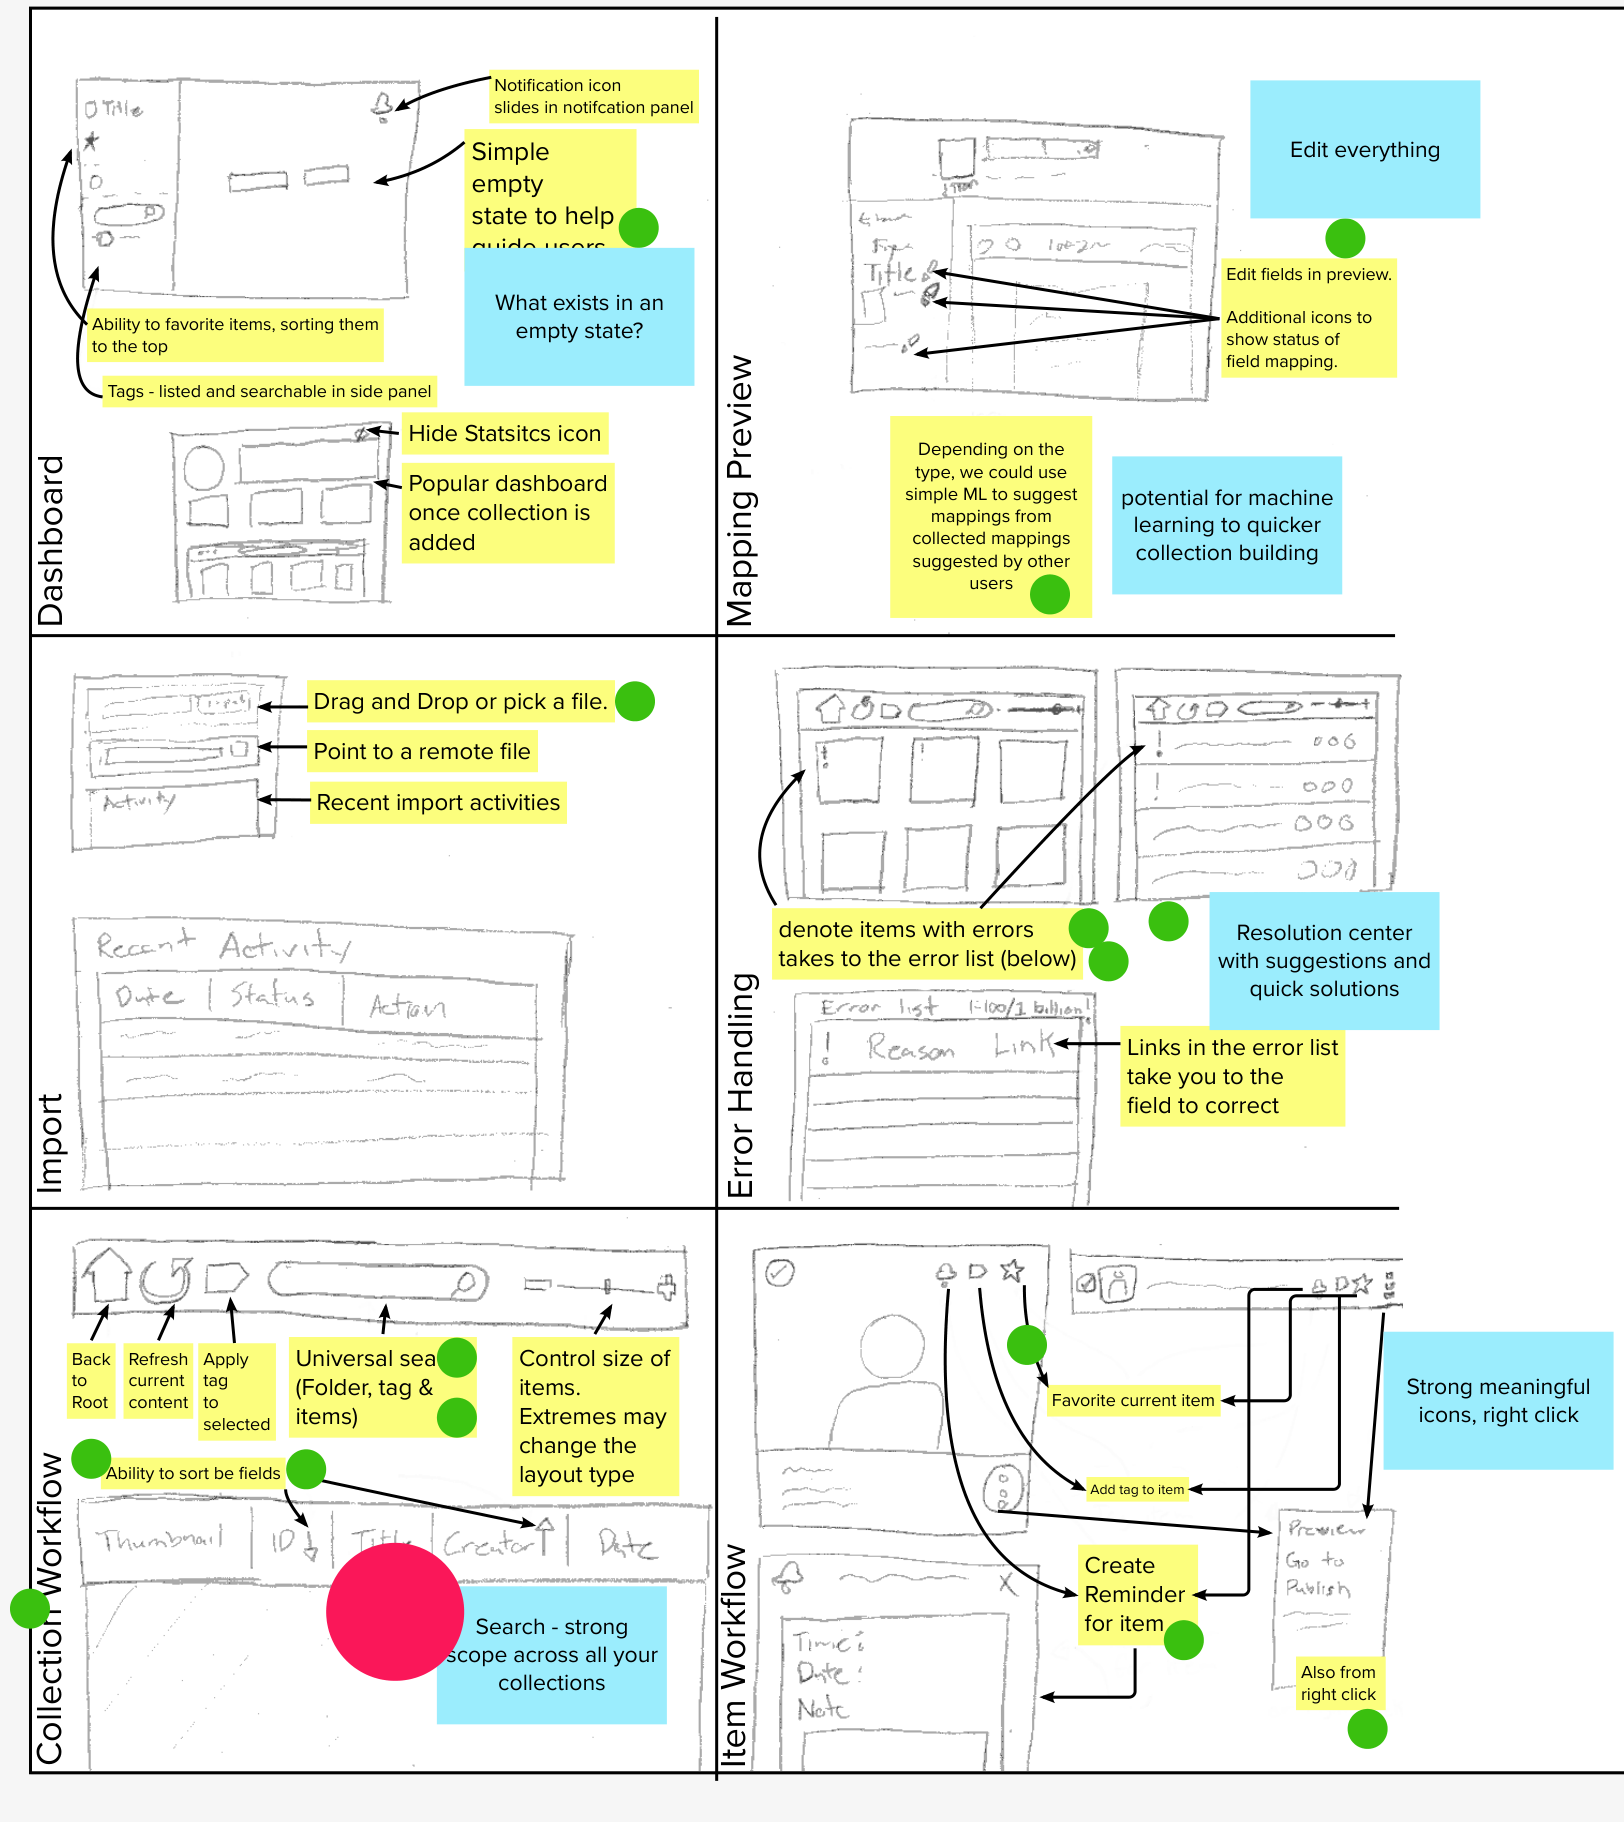 Title
Notification icon
slides in notifcation panel
Simple
empty
state to help
guide users
What exists in an
empty state?
Ability to favorite items, sorting them
to the top
Tags - listed and searchable in side panel
Hide Statsitcs icon
Popular dashboard
once collection is
added
Dashboard
Edit everything
Title
Edit fields in preview.
Additional icons to
show status of
field mapping.
Depending on the
type, we could use
simple ML to suggest
mappings from
collected mappings
suggested by other
users
potential for machine
learning to quicker
collection building
Mapping Preview
Drag and Drop or pick a file.
Point to a remote file
Recent import activities
Activity
Recent Activity
Date Status Action
Import
denote items with errors
takes to the error list (below)
Resolution center
with suggestions and
quick solutions
Error list 1-100/1 billion!
! Reason Link
Links in the error list
take you to the
field to correct
Error Handling
Back
to
Root
Refresh
current
content
Apply
tag
to
selected
Universal sea
(Folder, tag &
items)
Control size of
items.
Extremes may
change the
layout type
Ability to sort be fields
Thumbnail ID Title Creator Date
Search - strong
scope across all your
collections
Collection Workflow
Favorite current item
Strong meaningful
icons, right click
Add tag to item
Create
Reminder
for item
Preview
Go to
Publish
Also from
right click
X
Time:
Date:
Note
Item Workflow